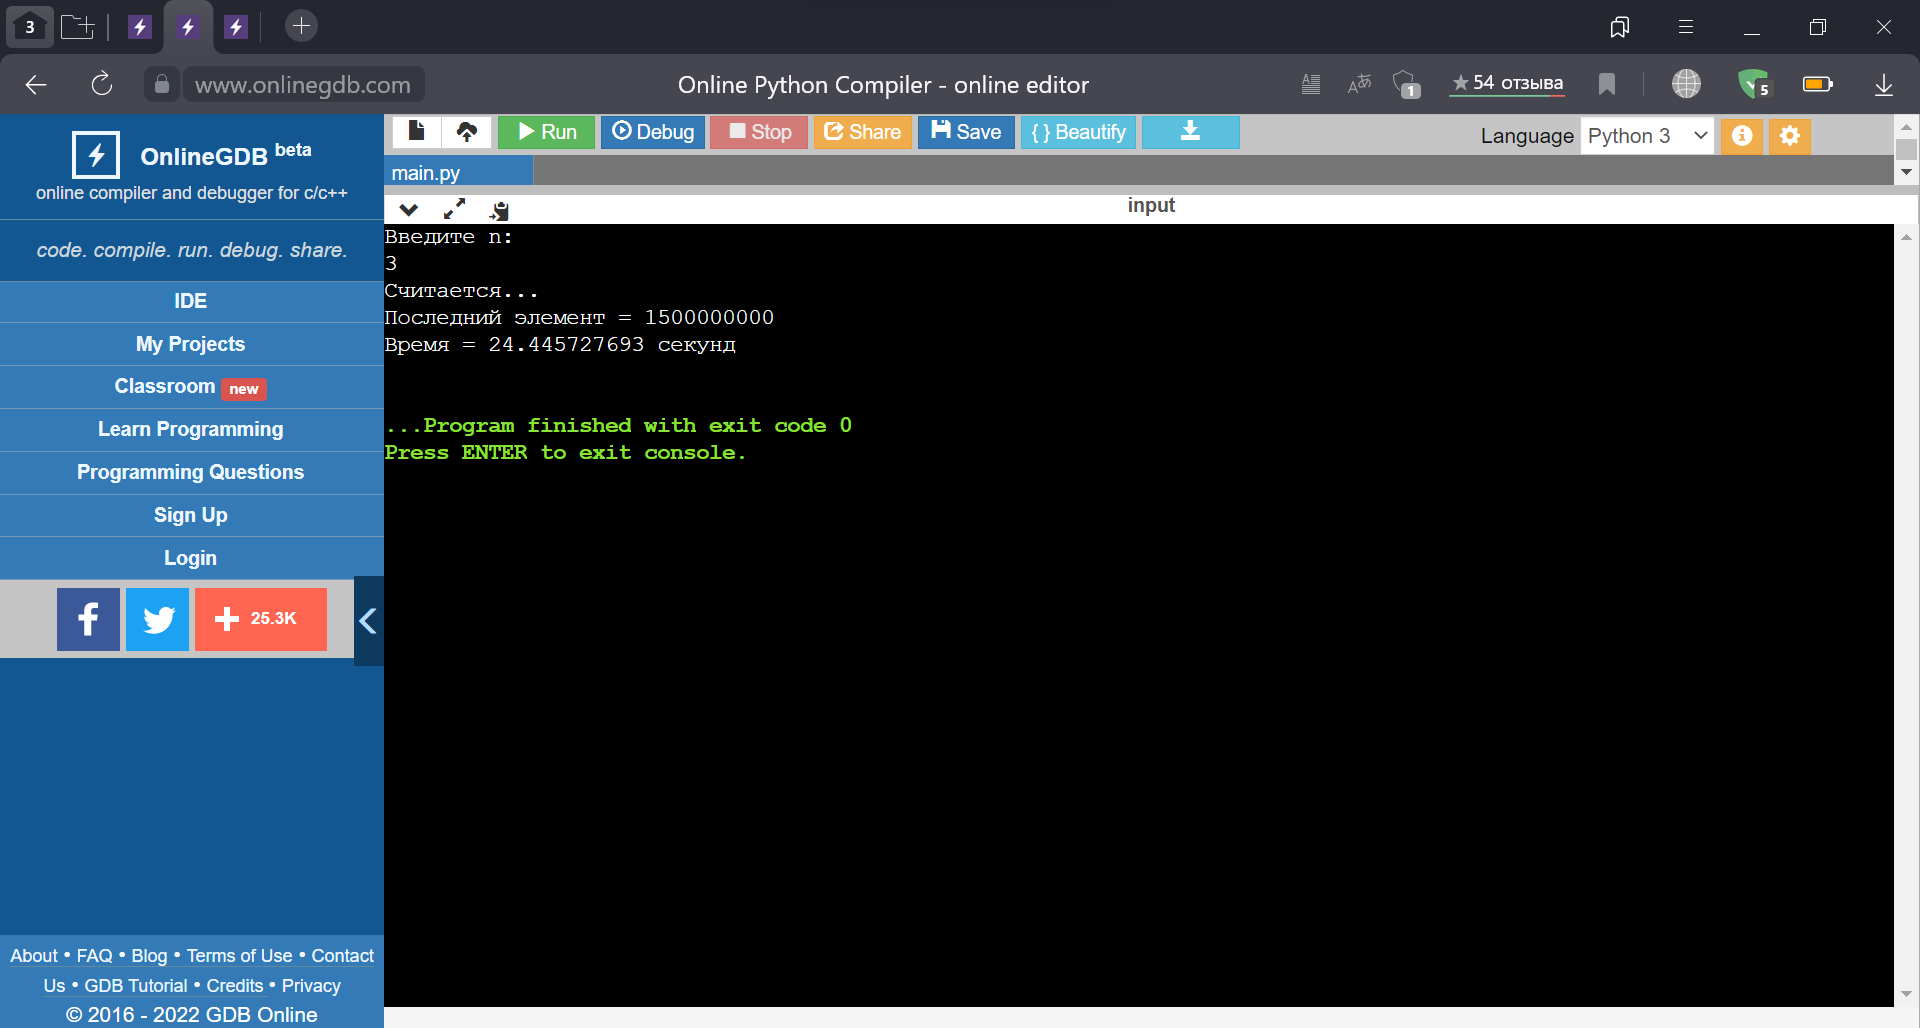 3
www.onlinegdb.com
Online Python Compiler - online editor
1
★54 отзыва
5
OnlineGDB beta
online compiler and debugger for c/c++
code. compile. run. debug. share.
IDE
My Projects
Classroom new
Learn Programming
Programming Questions
Sign Up
Login
25.3K
About • FAQ • Blog • Terms of Use • Contact
Us • GDB Tutorial • Credits • Privacy
© 2016 - 2022 GDB Online
Run Debug Stop Share Save {} Beautify
Language Python 3
main.py
input
Введите n:
3
Считается...
Последний элемент = 1500000000
Время = 24.445727693 секунд
...Program finished with exit code 0
Press ENTER to exit console.